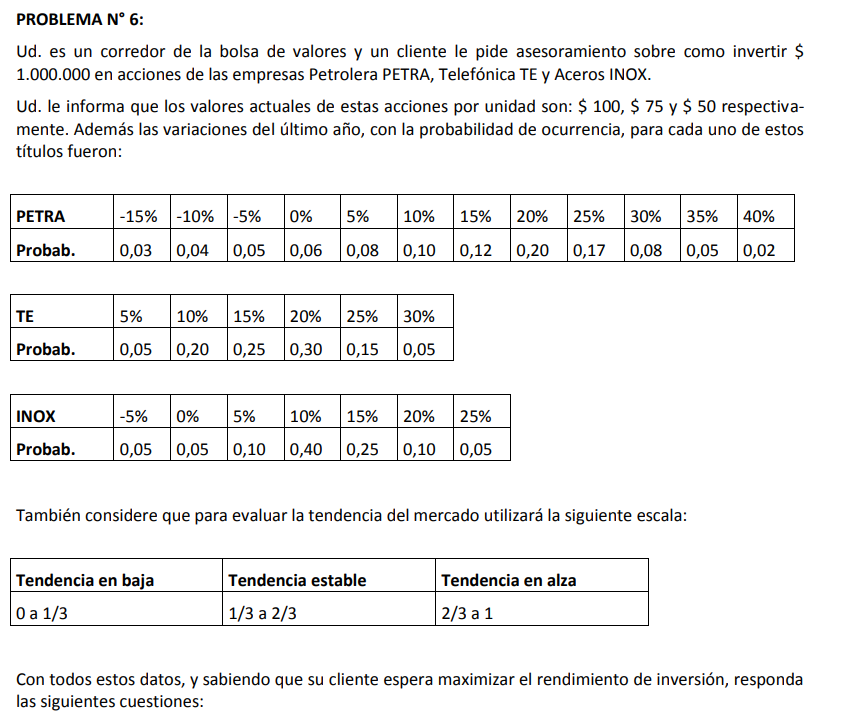 PROBLEMA N° 6:
Ud. es un corredor de la bolsa de valores y un cliente le pide asesoramiento sobre como invertir $
1.000.000 en acciones de las empresas Petrolera PETRA, Telefónica TE y Aceros INOX.
Ud. le informa que los valores actuales de estas acciones por unidad son: $ 100, $ 75 y $ 50 respectiva-
mente. Además las variaciones del último año, con la probabilidad de ocurrencia, para cada uno de estos
títulos fueron:
PETRA -15% -10% -5% 0% 5% 10% 15% 20% 25% 30% 35% 40%
Probab. 0,03 0,04 0,05 0,06 0,08 0,10 0,12 0,20 0,17 0,08 0,05 0,02
TE 5% 10% 15% 20% 25% 30%
Probab. 0,05 0,20 0,25 0,30 0,15 0,05
INOX -5% 0% 5% 10% 15% 20% 25%
Probab. 0,05 0,05 0,10 0,40 0,25 0,10 0,05
También considere que para evaluar la tendencia del mercado utilizará la siguiente escala:
Tendencia en baja Tendencia estable Tendencia en alza
0 a 1/3 1/3 a 2/3 2/3 a 1
Con todos estos datos, y sabiendo que su cliente espera maximizar el rendimiento de inversión, responda
las siguientes cuestiones: